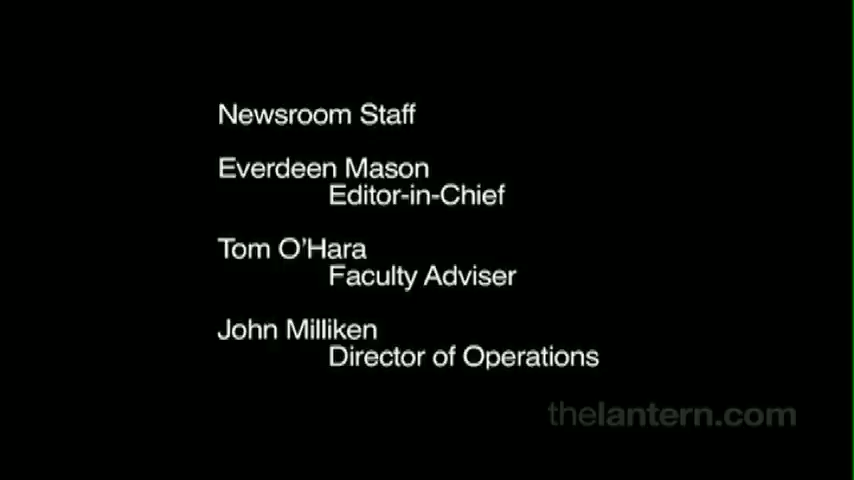 Newsroom Staff
Everdeen Mason
Editor-in-Chief
Tom O'Hara
Faculty Adviser
John Milliken
Director of Operations
thelantern.com